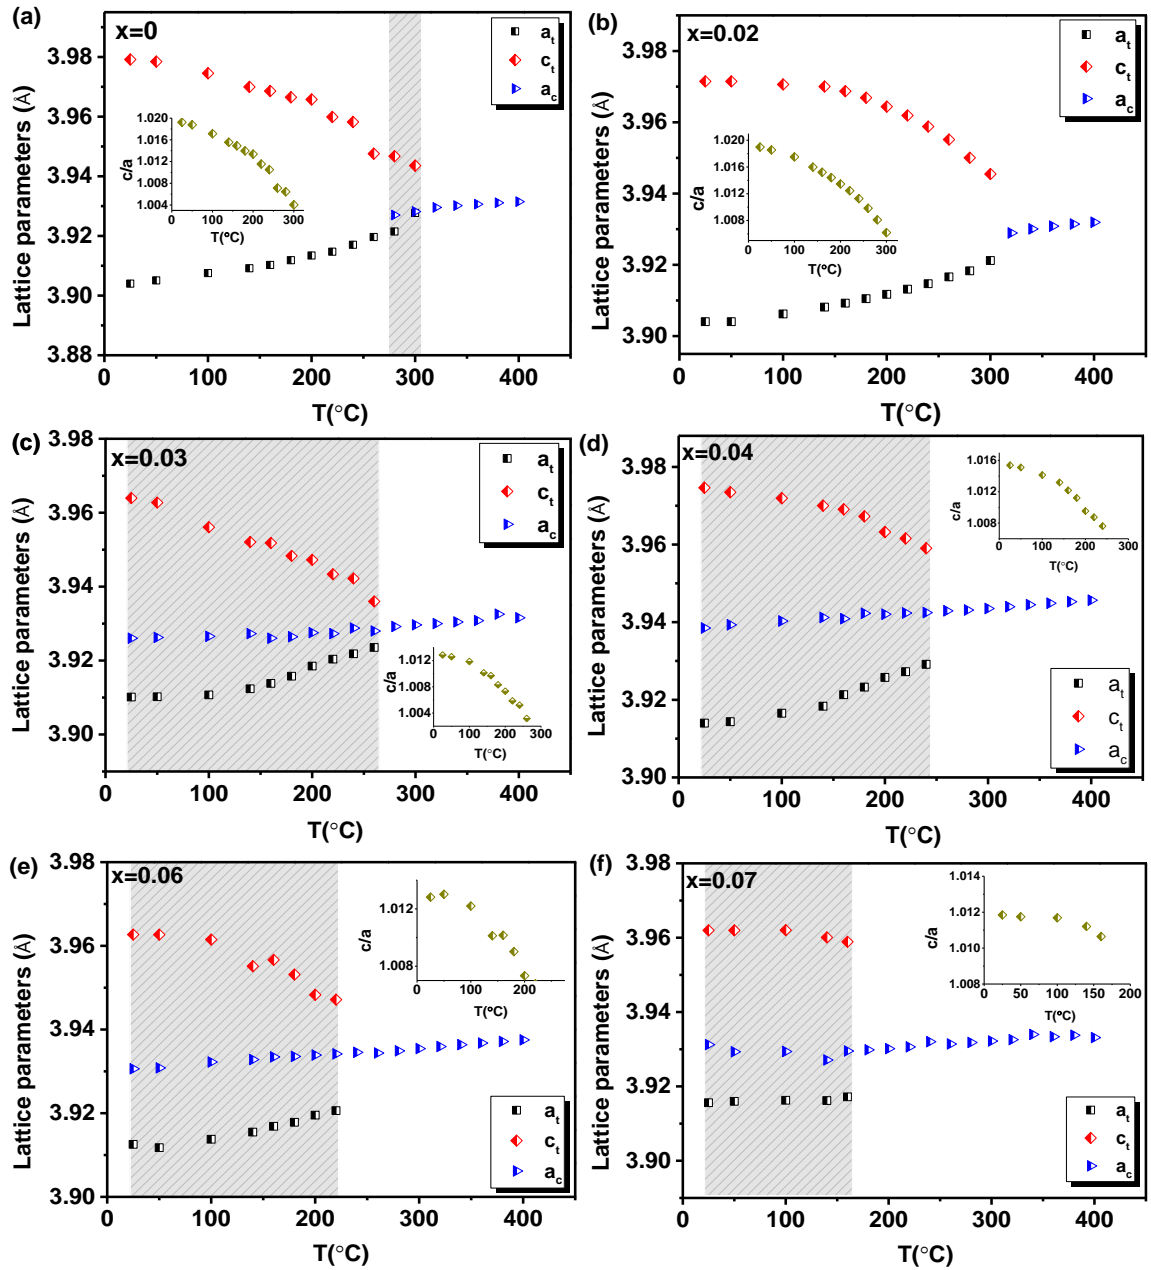 (a)
x=0
a_t
c_t
a_c
3.98
3.96
3.94
3.92
3.90
3.88
Lattice parameters (Å)
0
100
200
300
400
T(°C)
1.020
1.016
1.012
1.008
1.004
c/a
0
100
200
300
T(°C)
(b)
x=0.02
a_t
c_t
a_c
3.98
3.96
3.94
3.92
3.90
Lattice parameters (Å)
0
100
200
300
400
T(°C)
1.020
1.016
1.012
1.008
c/a
0
100
200
300
T(°C)
(c)
x=0.03
a_t
c_t
a_c
3.98
3.96
3.94
3.92
3.90
Lattice parameters (Å)
0
100
200
300
400
T(°C)
1.012
1.008
1.004
c/a
0
100
200
300
T(°C)
(d)
x=0.04
a_t
c_t
a_c
3.98
3.96
3.94
3.92
3.90
Lattice parameters (Å)
0
100
200
300
400
T(°C)
1.016
1.012
1.008
c/a
0
100
200
300
T(°C)
(e)
x=0.06
a_t
c_t
a_c
3.98
3.96
3.94
3.92
3.90
Lattice parameters (Å)
0
100
200
300
400
T(°C)
1.012
1.008
c/a
0
100
200
T(°C)
(f)
x=0.07
a_t
c_t
a_c
3.98
3.96
3.94
3.92
3.90
Lattice parameters (Å)
0
100
200
300
400
T(°C)
1.014
1.012
1.010
1.008
c/a
0
50
100
150
200
T(°C)